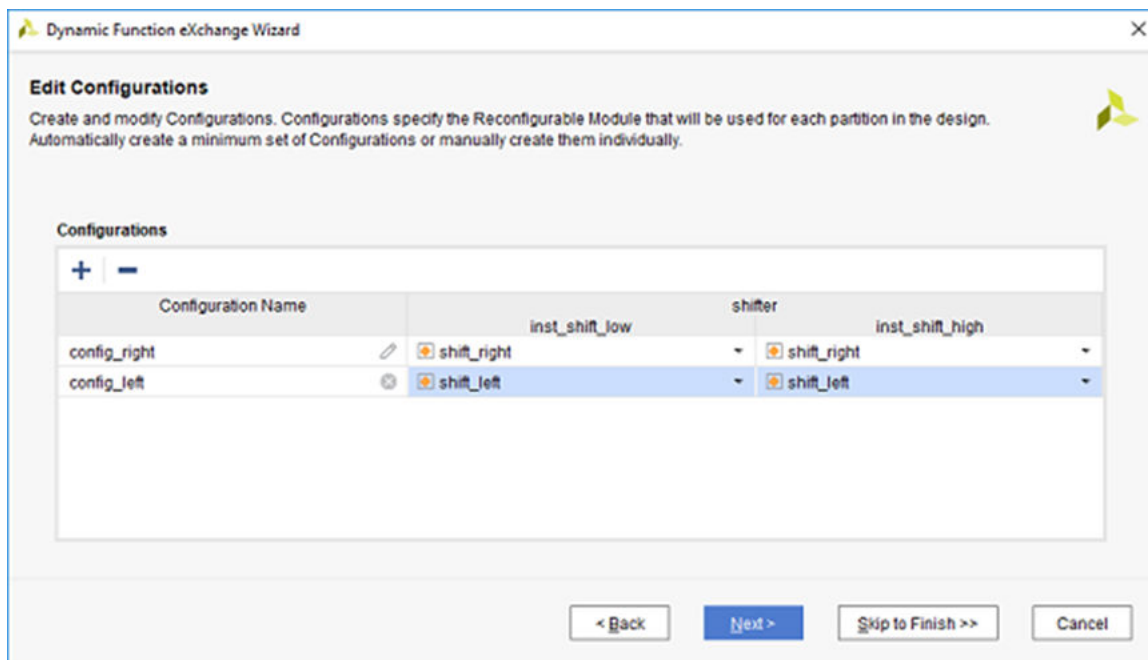 Dynamic Function eXchange Wizard
Edit Configurations
Create and modify Configurations. Configurations specify the Reconfigurable Module that will be used for each partition in the design.
Automatically create a minimum set of Configurations or manually create them individually.
Configurations
Configuration Name shifter
inst_shift_low inst_shift_high
config_right shift_right shift_right
config_left shift_left shift_left
< Back Next > Skip to Finish >> Cancel